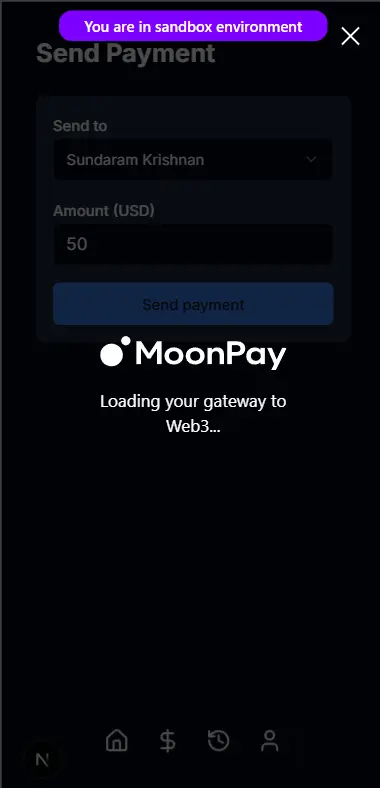 You are in sandbox environment
Send Payment
Send to
Sundaram Krishnan
Amount (USD)
50
Send payment
MoonPay
Loading your gateway to
Web3...
N